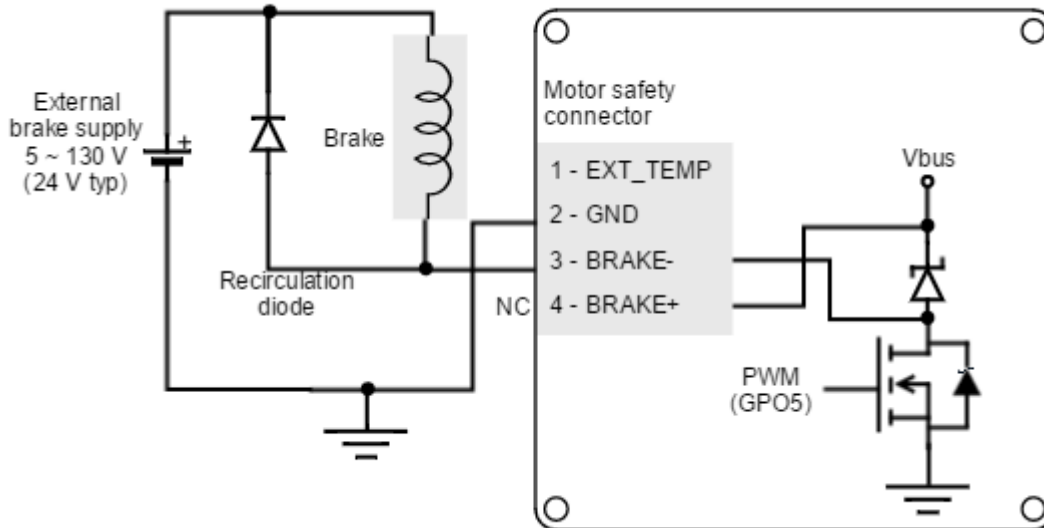 External
brake supply
5 ~ 130 V
(24 V typ)
+
Brake
Recirculation
diode
Motor safety
connector
1 - EXT_TEMP
2 - GND
3 - BRAKE-
4 - BRAKE+
NC
Vbus
PWM
(GPO5)